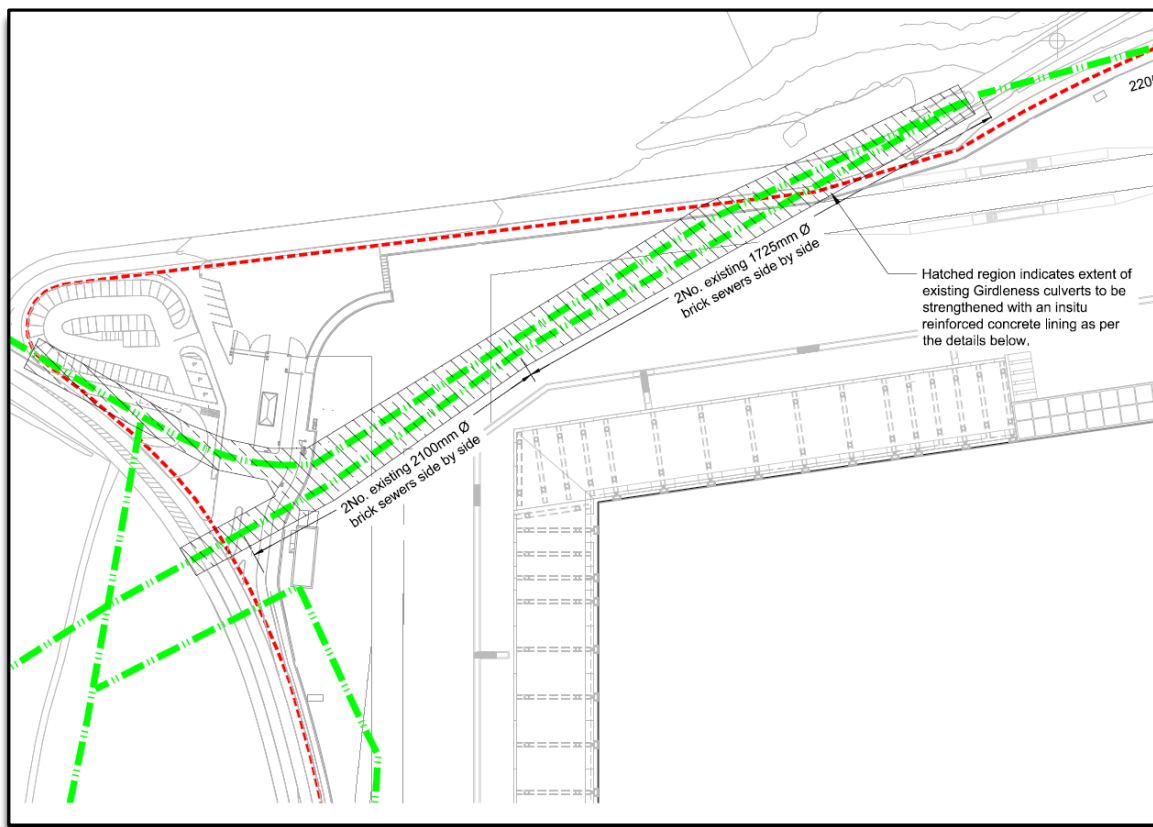 220
2No. existing 1725mm Ø
brick sewers side by side
Hatched region indicates extent of
existing Girdleness culverts to be
strengthened with an insitu
reinforced concrete lining as per
the details below.
2No. existing 2100mm Ø
brick sewers side by side